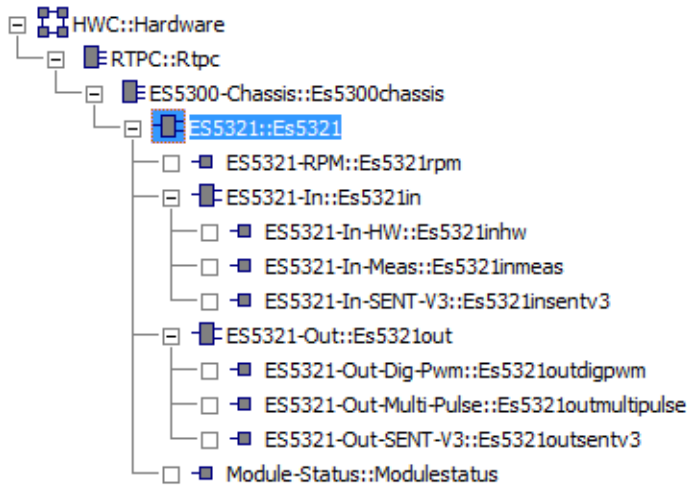 HWC::Hardware
RTPC::Rtpc
ES5300-Chassis::Es5300chassis
ES5321::Es5321
ES5321-RPM::Es5321rpm
ES5321-In::Es5321in
ES5321-In-HW::Es5321inhw
ES5321-In-Meas::Es5321inmeas
ES5321-In-SENT-V3::Es5321insentv3
ES5321-Out::Es5321out
ES5321-Out-Dig-Pwm::Es5321outdigpwm
ES5321-Out-Multi-Pulse::Es5321outmultipulse
ES5321-Out-SENT-V3::Es5321outsentv3
Module-Status::Modulestatus